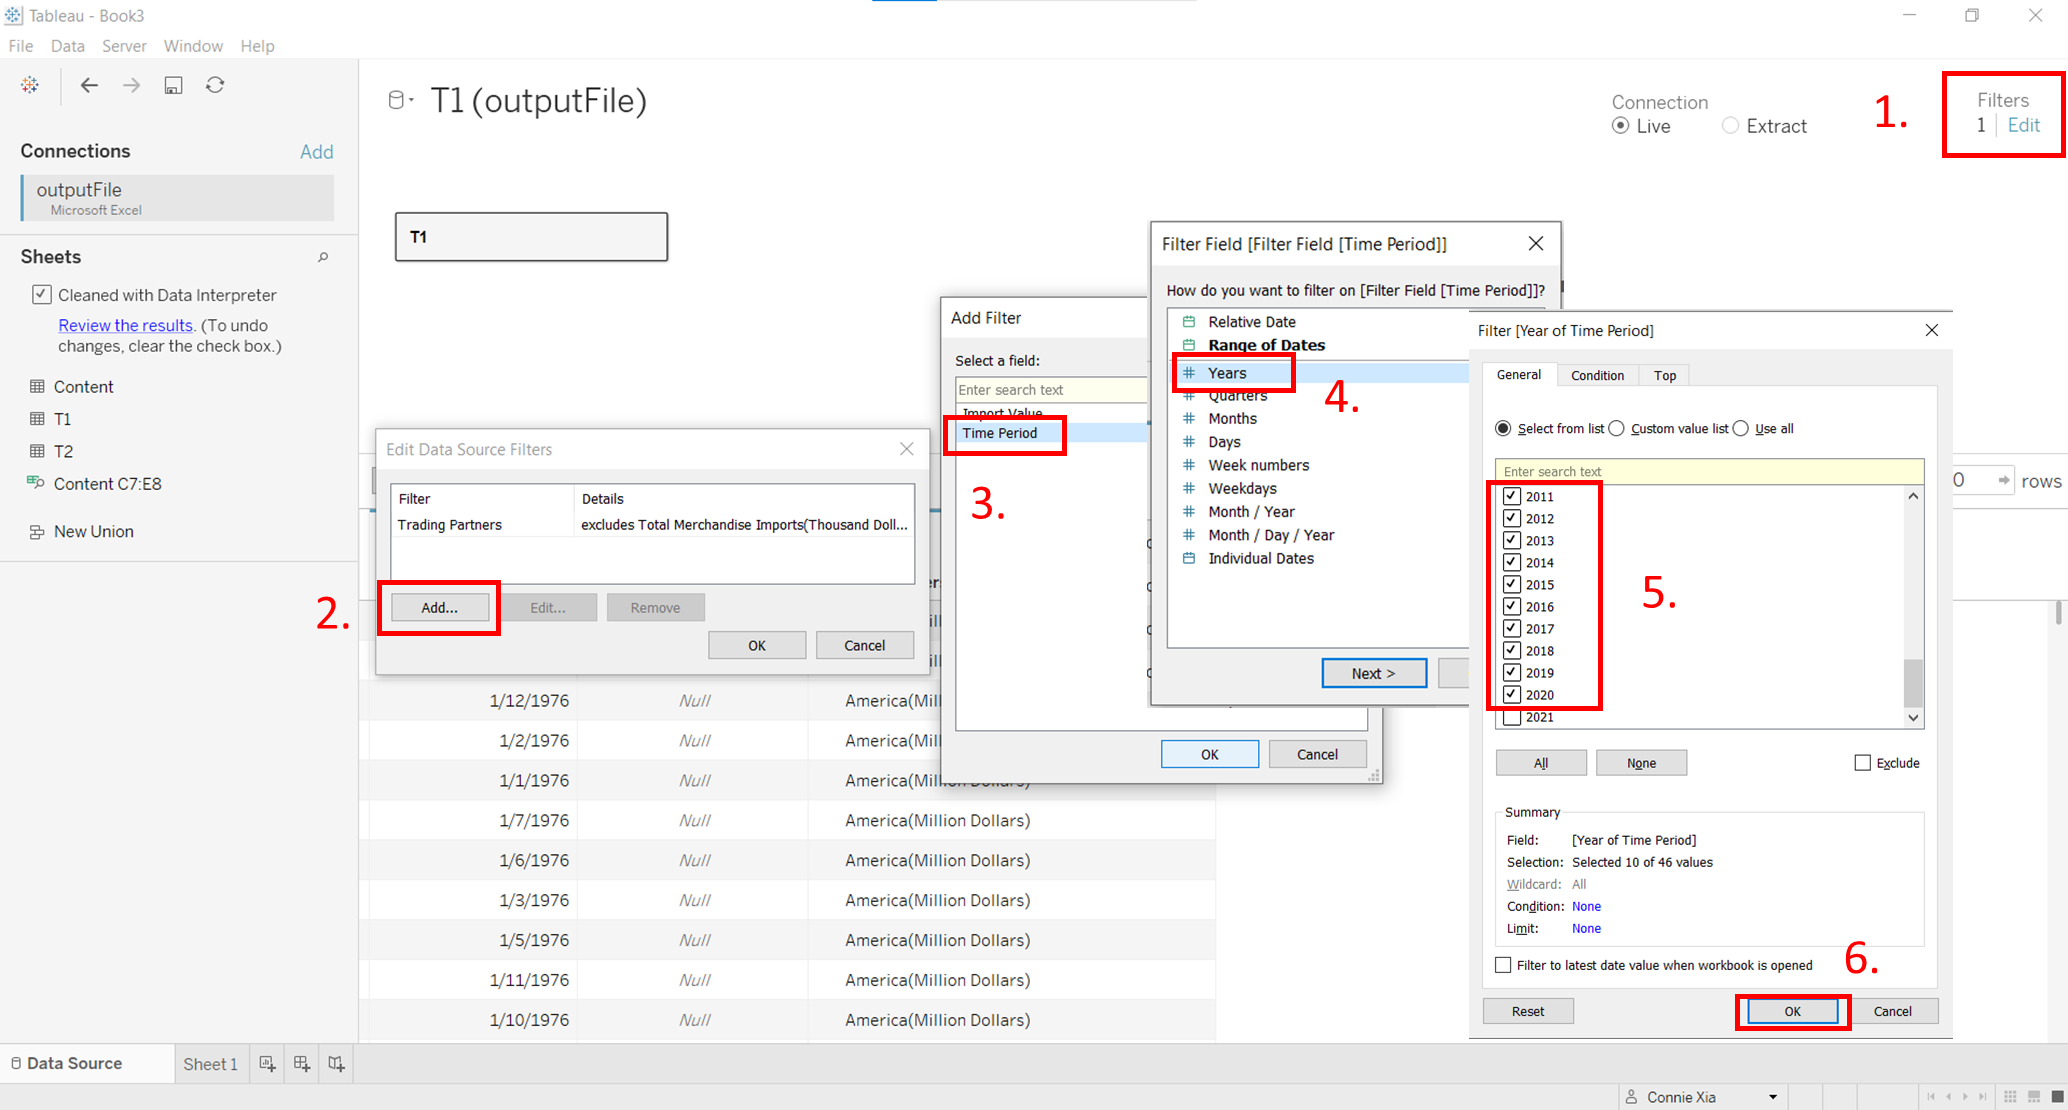 Tableau - Book3
File Data Server Window Help
Connections Add
outputFile
Microsoft Excel
Sheets
Cleaned with Data Interpreter
Review the results. (To undo
changes, clear the check box.)
Content
T1
T2
Content C7:E8
New Union
T1 (outputFile)
Connection
Live Extract
1.
Filters
1 Edit
T1
Edit Data Source Filters
Filter Details
Trading Partners excludes Total Merchandise Imports(Thousand Doll...
2.
Add... Edit... Remove
OK Cancel
Add Filter
Select a field:
Enter search text
Import Value
Time Period
3.
OK Cancel
Filter Field [Filter Field [Time Period]]
How do you want to filter on [Filter Field [Time Period]]?
Relative Date
Range of Dates
Years
4.
Quarters
Months
Days
Week numbers
Weekdays
Month / Year
Month / Day / Year
Individual Dates
Next >
Filter [Year of Time Period]
General Condition Top
Select from list Custom value list Use all
Enter search text
2011
2012
2013
2014
2015
2016
2017
2018
2019
2020
2021
5.
All None Exclude
Summary
Field: [Year of Time Period]
Selection: Selected 10 of 46 values
Wildcard: All
Condition: None
Limit: None
Filter to latest date value when workbook is opened
6.
Reset OK Cancel
0 rows
1/12/1976 Null America(Mill
1/2/1976 Null America(Mill
1/1/1976 Null America(Million Dollars)
1/7/1976 Null America(Million Dollars)
1/6/1976 Null America(Million Dollars)
1/3/1976 Null America(Million Dollars)
1/5/1976 Null America(Million Dollars)
1/11/1976 Null America(Million Dollars)
1/10/1976 Null America(Million Dollars)
Data Source Sheet 1
Connie Xia